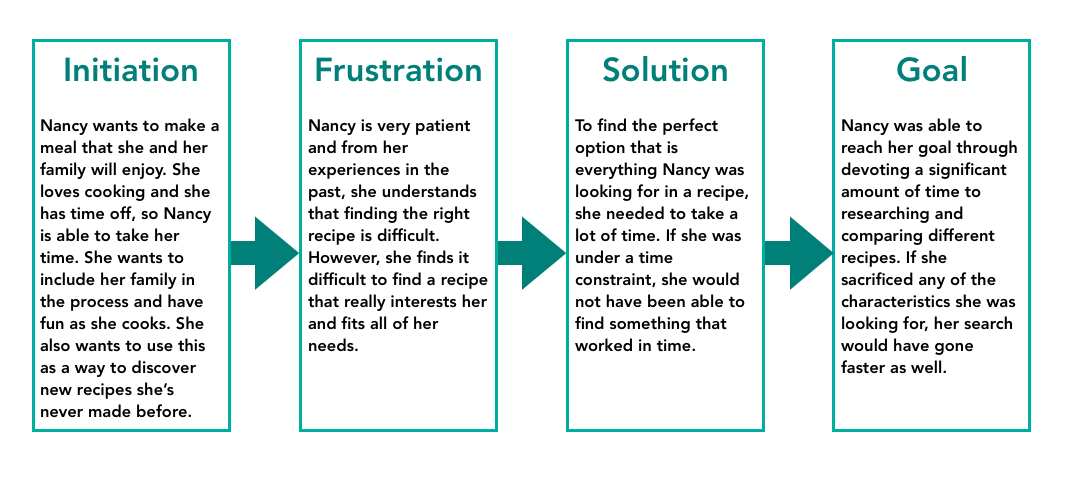 Initiation
Nancy wants to make a
meal that she and her
family will enjoy. She
loves cooking and she
has time off, so Nancy
is able to take her
time. She wants to
include her family in
the process and have
fun as she cooks. She
also wants to use this
as a way to discover
new recipes she’s
never made before.
Frustration
Nancy is very patient
and from her
experiences in the
past, she understands
that finding the right
recipe is difficult.
However, she finds it
difficult to find a recipe
that really interests her
and fits all of her
needs.
Solution
To find the perfect
option that is
everything Nancy was
looking for in a recipe,
she needed to take a
lot of time. If she was
under a time
constraint, she would
not have been able to
find something that
worked in time.
Goal
Nancy was able to
reach her goal through
devoting a significant
amount of time to
researching and
comparing different
recipes. If she
sacrificed any of the
characteristics she was
looking for, her search
would have gone
faster as well.